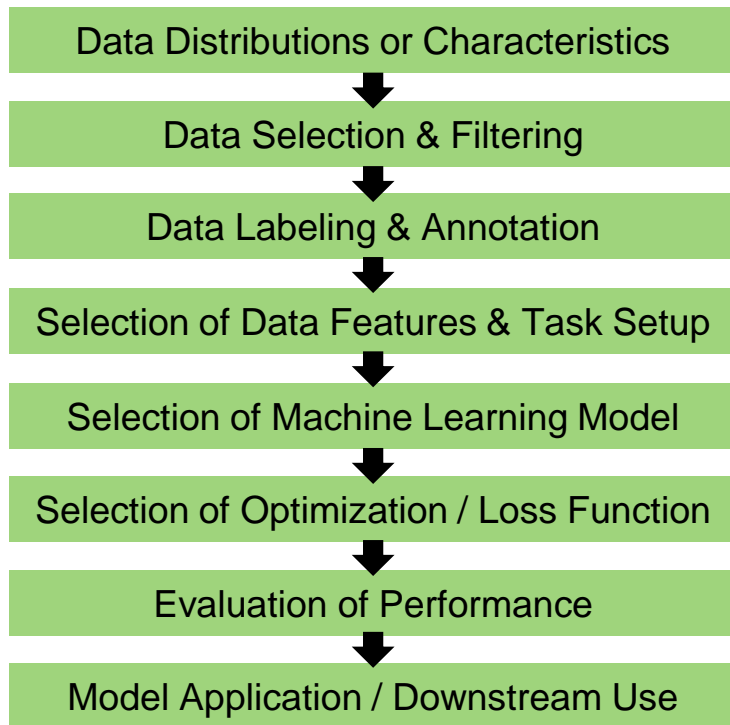 Data Distributions or Characteristics
Data Selection & Filtering
Data Labeling & Annotation
Selection of Data Features & Task Setup
Selection of Machine Learning Model
Selection of Optimization / Loss Function
Evaluation of Performance
Model Application / Downstream Use